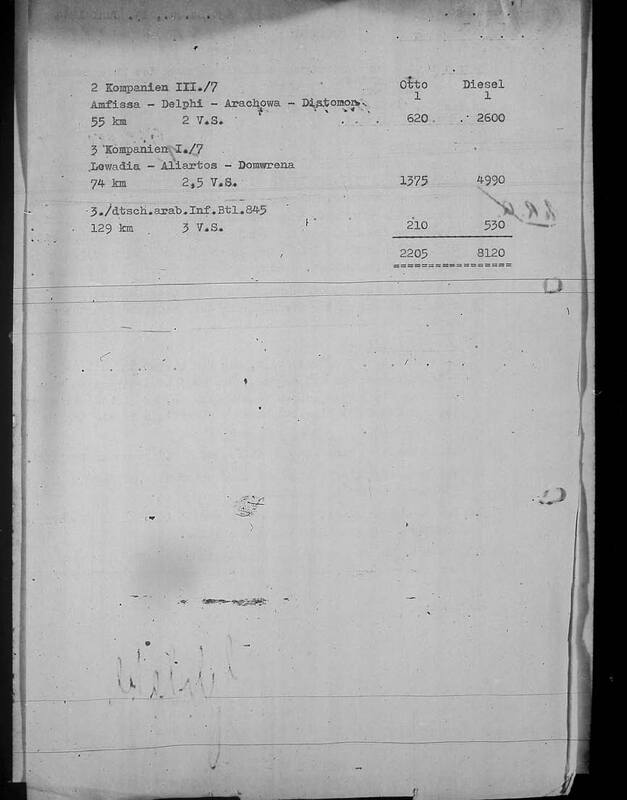 2 Kompanien III./7 Otto Diesel
l l
Amfissa - Delphi - Arachowa - Distomon
55 km 2 V.S. 620 2600
3 Kompanien I./7
Lewadia - Aliartos - Domwrena
74 km 2,5 V.S. 1375 4990
3./dtsch.arab.Inf.Btl.845
129 km 3 V.S. 210 530
2205 8120